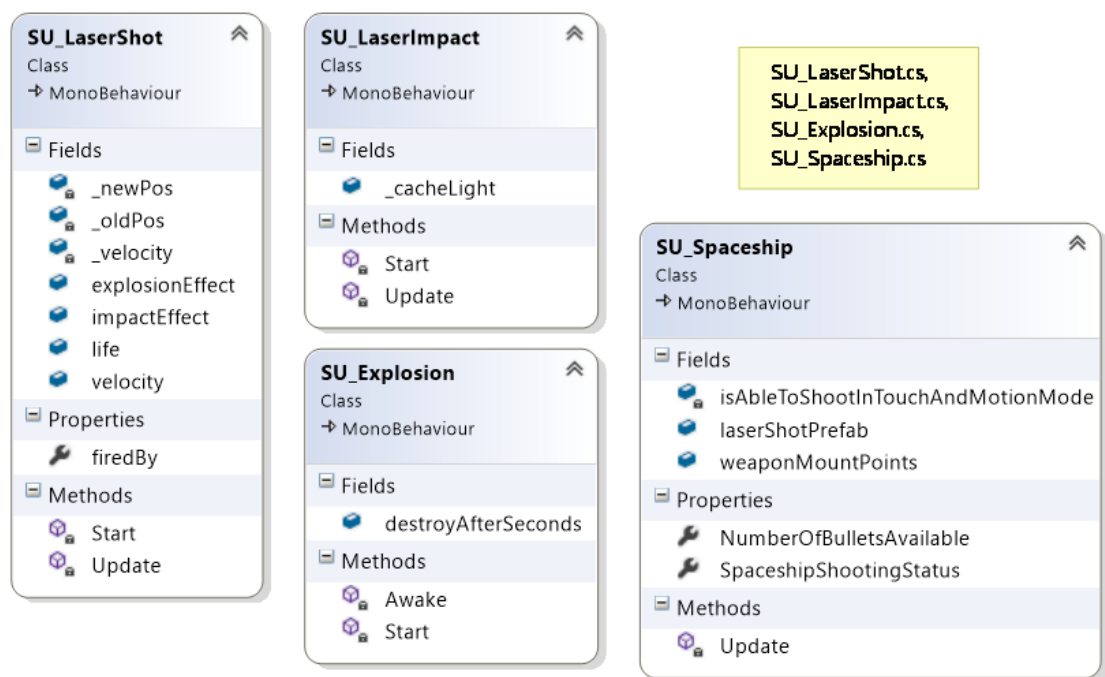 SU_LaserShot
Class
MonoBehaviour
Fields
_newPos
_oldPos
_velocity
explosionEffect
impactEffect
life
velocity
Properties
firedBy
Methods
Start
Update
SU_LaserImpact
Class
MonoBehaviour
Fields
_cacheLight
Methods
Start
Update
SU_Explosion
Class
MonoBehaviour
Fields
destroyAfterSeconds
Methods
Awake
Start
SU_LaserShot.cs,
SU_LaserImpact.cs,
SU_Explosion.cs,
SU_Spaceship.cs
SU_Spaceship
Class
MonoBehaviour
Fields
isAbleToShootInTouchAndMotionMode
laserShotPrefab
weaponMountPoints
Properties
NumberOfBulletsAvailable
SpaceshipShootingStatus
Methods
Update